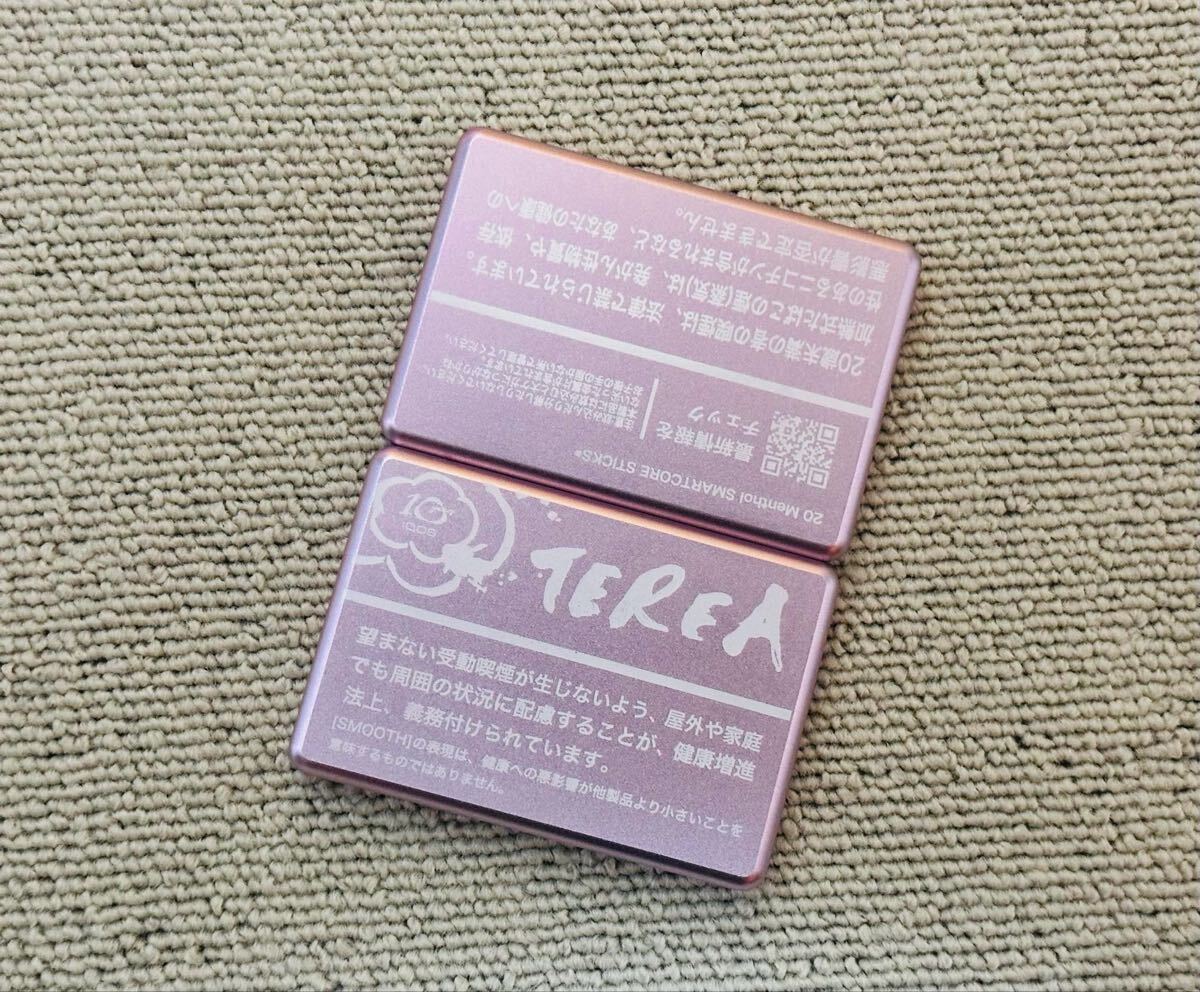 20歳未満の者の喫煙は、法律で禁じられています。
加熱式たばこの煙(蒸気)は、発がん性物質や、依存
性のあるニコチンが含まれるなど、あなたの健康への
悪影響が否定できません。
最新情報を
チェック
20 Menthol SMARTCORE STICKS®
10
IQOS
TEREA
望まない受動喫煙が生じないよう、屋外や家庭
でも周囲の状況に配慮することが、健康増進
法上、義務付けられています。
[SMOOTH]の表現は、健康への悪影響が他製品より小さいことを
意味するものではありません。